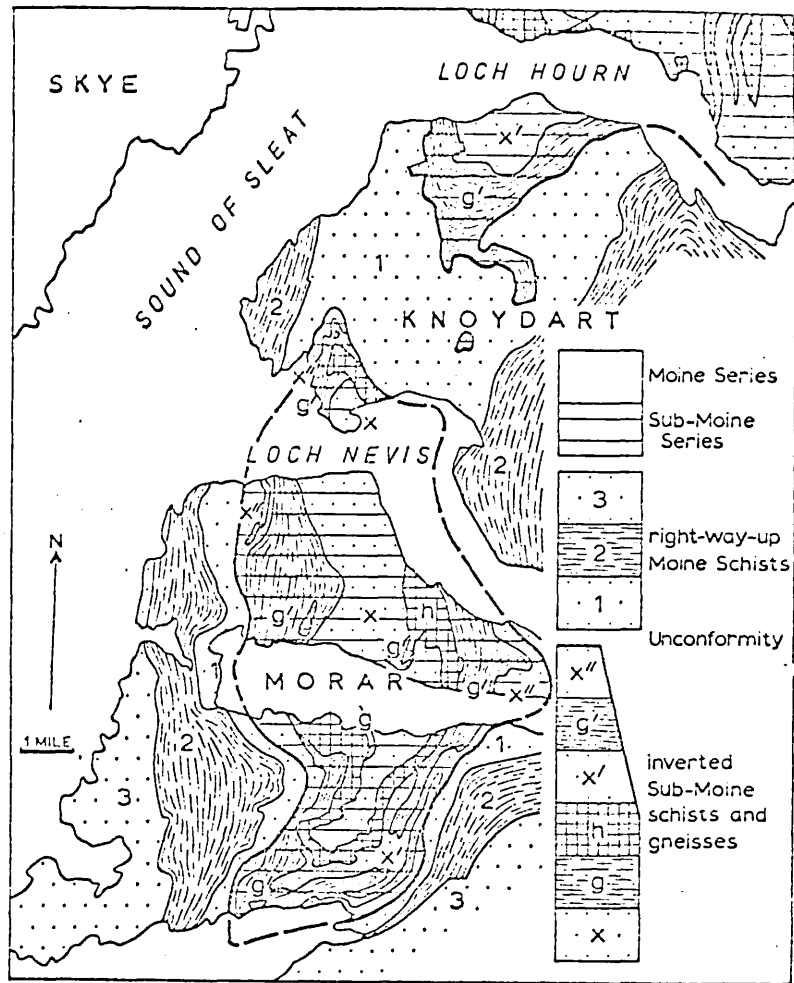 SKYE
LOCH HOURN
SOUND OF SLEAT
x'
g'
1
2
KNOYDART
x'
g'
x
LOCH NEVIS
2
N
x"
g'
x
h
g'
g'
x"
1
MORAR
g
1 MILE
2
3
1
2
x
g'
3
Moine Series
Sub-Moine
Series
3
2
1
right-way-up
Moine Schists
Unconformity
x"
g'
x'
h
g
x
inverted
Sub-Moine
schists and
gneisses